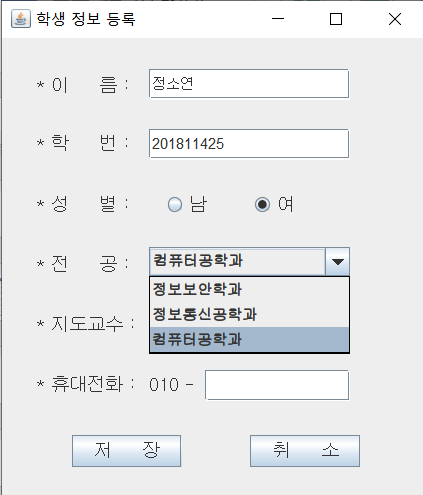 학생 정보 등록
* 이 름 : 정소연
* 학 번 : 201811425
* 성 별 : 남 여
* 전 공 : 컴퓨터공학과
정보보안학과
정보통신공학과
* 지도교수 :
컴퓨터공학과
* 휴대전화 : 010 -
저 장 취 소